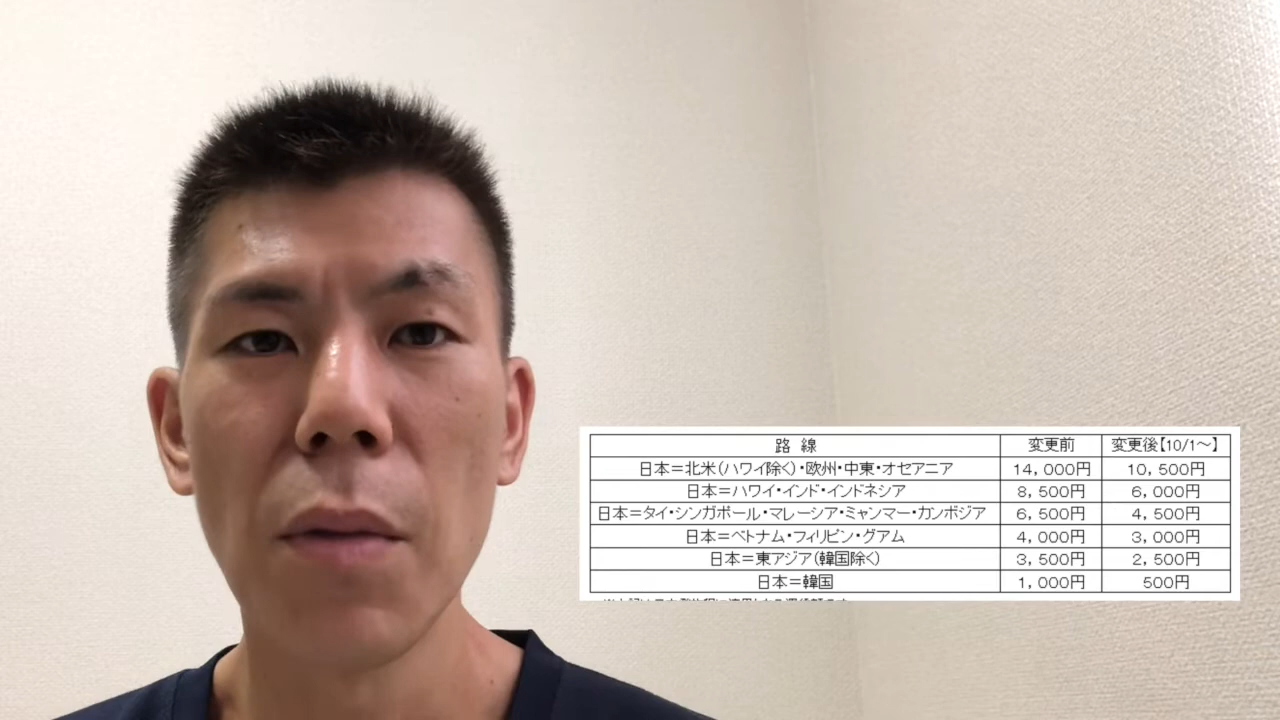 路 線 変更前 変更後【10/1～】
日本＝北米（ハワイ除く）・欧州・中東・オセアニア 14，000円 10，500円
日本＝ハワイ・インド・インドネシア 8，500円 6，000円
日本＝タイ・シンガポール・マレーシア・ミャンマー・カンボジア 6，500円 4，500円
日本＝ベトナム・フィリピン・グアム 4，000円 3，000円
日本＝東アジア（韓国除く） 3，500円 2，500円
日本＝韓国 1，000円 500円